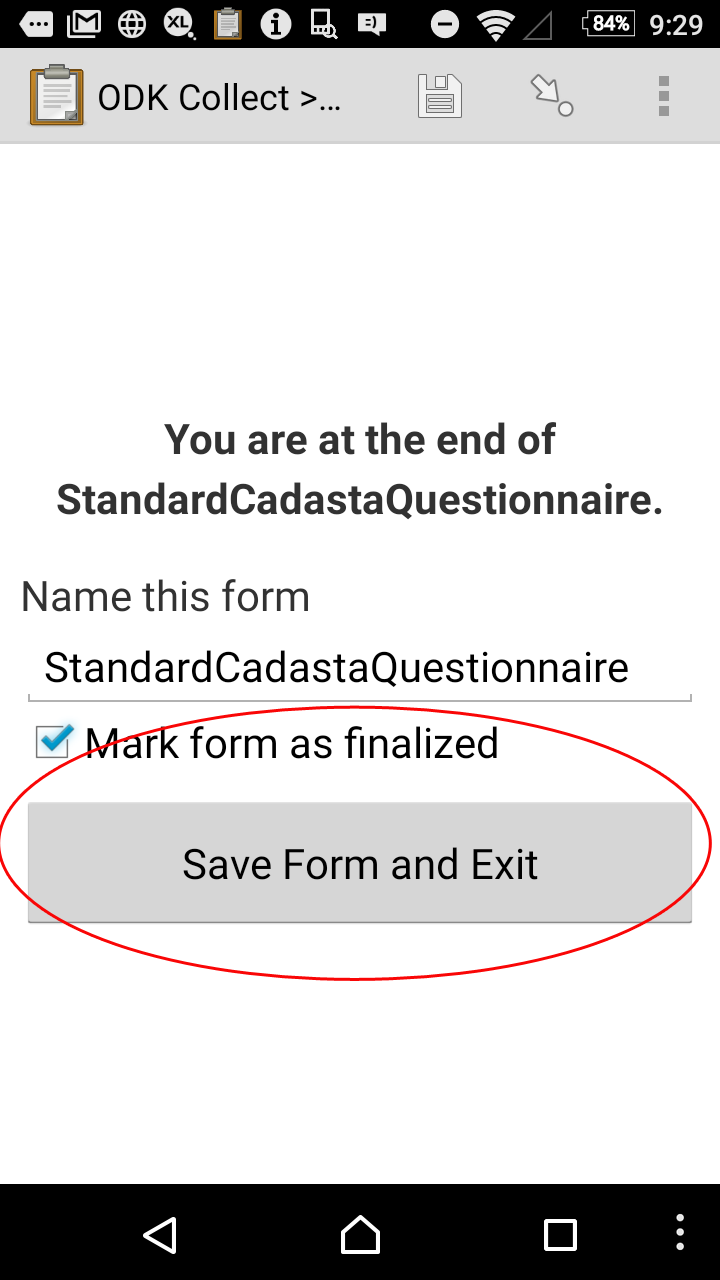 XL
84% 9:29
ODK Collect >...
You are at the end of
StandardCadastaQuestionnaire.
Name this form
StandardCadastaQuestionnaire
Mark form as finalized
Save Form and Exit